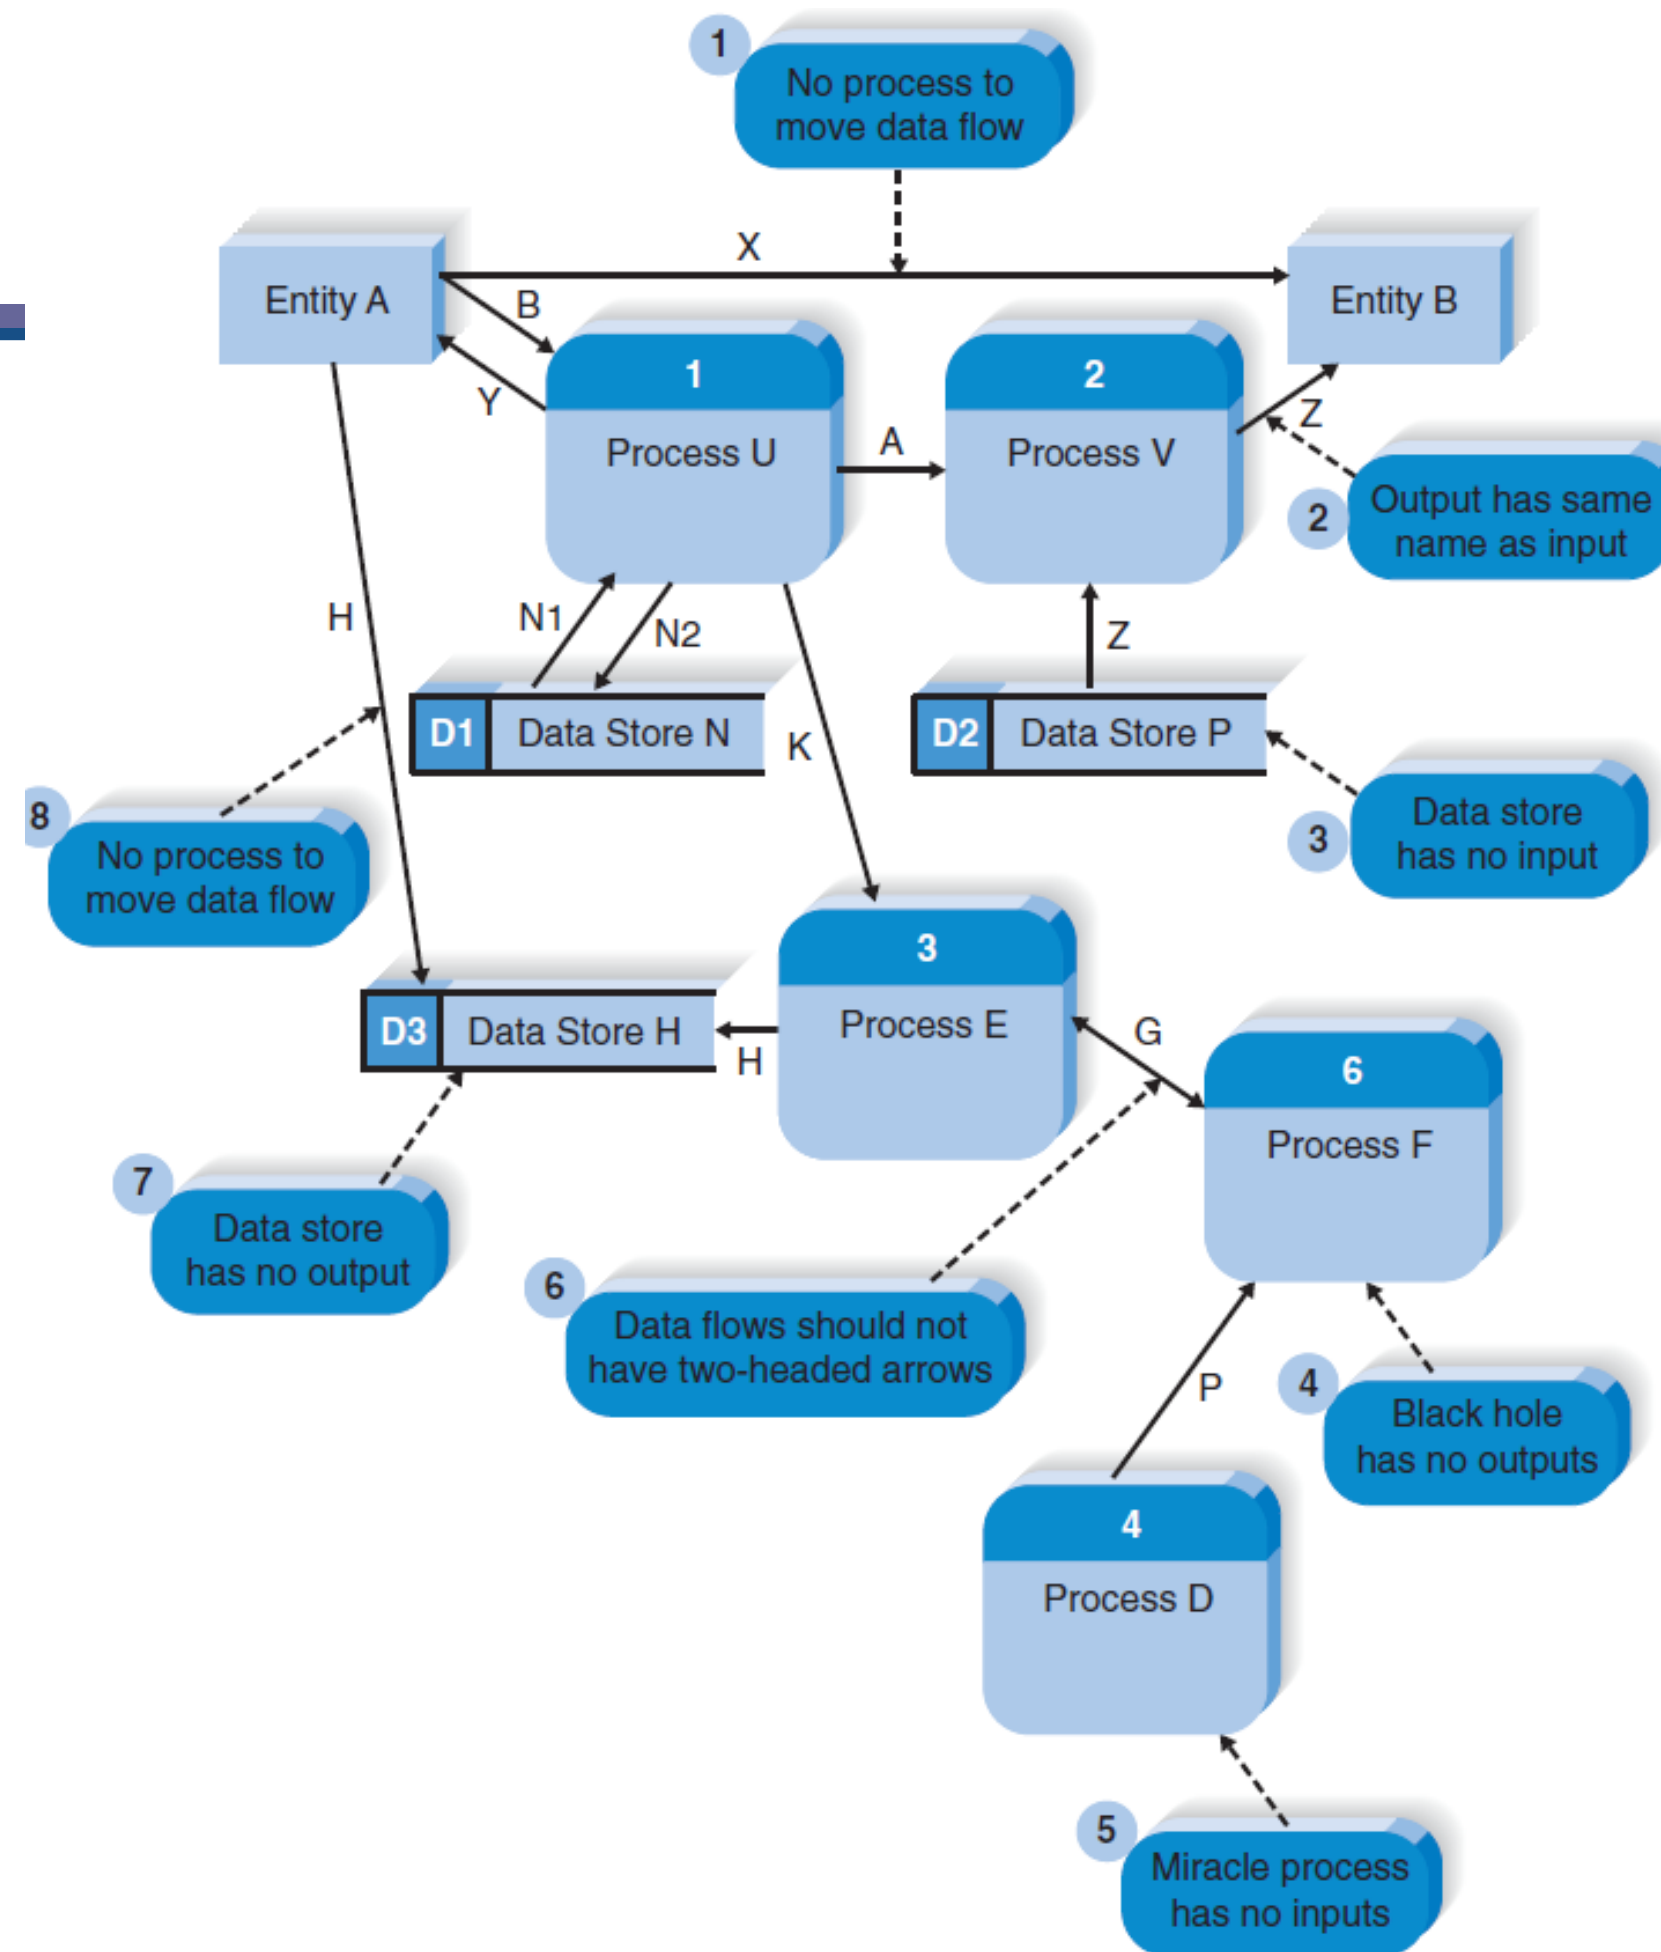 1
No process to
move data flow
X
Entity A
B
Entity B
1
2
Y
Z
Process U
A
Process V
2
Output has same
name as input
H
N1
N2
Z
D1
Data Store N
K
D2
Data Store P
8
No process to
move data flow
3
Data store
has no input
3
D3
Data Store H
H
Process E
G
6
Process F
7
Data store
has no output
6
Data flows should not
have two-headed arrows
P
4
Black hole
has no outputs
4
Process D
5
Miracle process
has no inputs